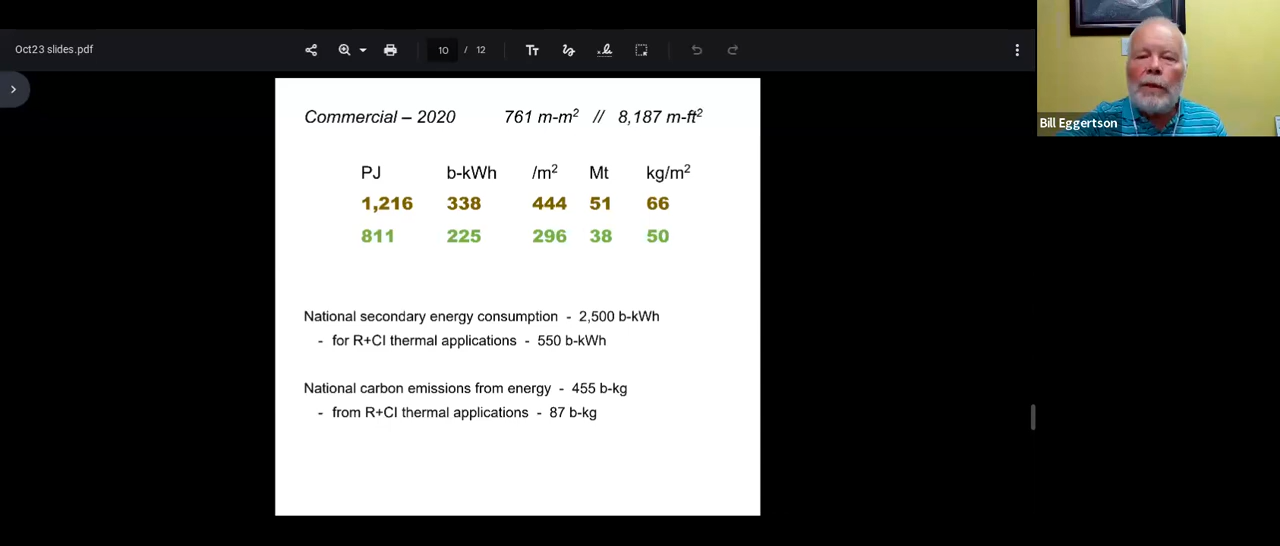 Oct23 slides.pdf
10 / 12
Bill Eggertson
Commercial – 2020 761 m-m² // 8,187 m-ft²
PJ b-kWh /m² Mt kg/m²
1,216 338 444 51 66
811 225 296 38 50
National secondary energy consumption - 2,500 b-kWh
- for R+CI thermal applications - 550 b-kWh
National carbon emissions from energy - 455 b-kg
- from R+CI thermal applications - 87 b-kg